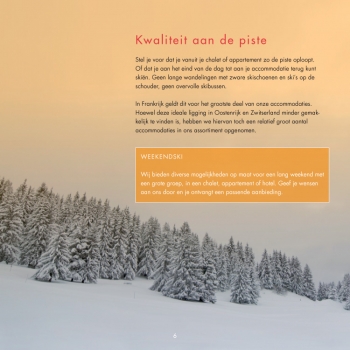 Kwaliteit aan de piste
Stel je voor dat je vanuit je chalet of appartement zo de piste oploopt.
Of dat je aan het eind van de dag tot aan je accommodatie terug kunt
skiën. Geen lange wandelingen met zware skischoenen en ski's op de
schouder, geen overvolle skibussen.
In Frankrijk geldt dit voor het grootste deel van onze accommodaties.
Hoewel deze ideale ligging in Oostenrijk en Zwitserland minder gemak-
kelijk te vinden is, hebben we hiervan toch een relatief groot aantal
accommodaties in ons assortiment opgenomen.
WEEKENDSKI
Wij bieden diverse mogelijkheden op maat voor een lang weekend met
een grote groep, in een chalet, appartement of hotel. Geef je wensen
aan ons door en je ontvangt een passende aanbieding.